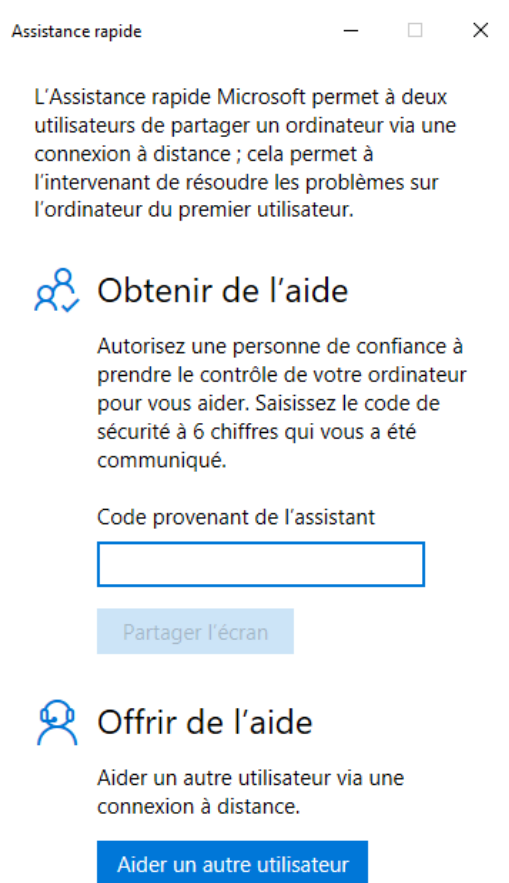 Assistance rapide
L'Assistance rapide Microsoft permet à deux
utilisateurs de partager un ordinateur via une
connexion à distance ; cela permet à
l'intervenant de résoudre les problèmes sur
l'ordinateur du premier utilisateur.
Obtenir de l'aide
Autorisez une personne de confiance à
prendre le contrôle de votre ordinateur
pour vous aider. Saisissez le code de
sécurité à 6 chiffres qui vous a été
communiqué.
Code provenant de l'assistant
Partager l'écran
Offrir de l'aide
Aider un autre utilisateur via une
connexion à distance.
Aider un autre utilisateur